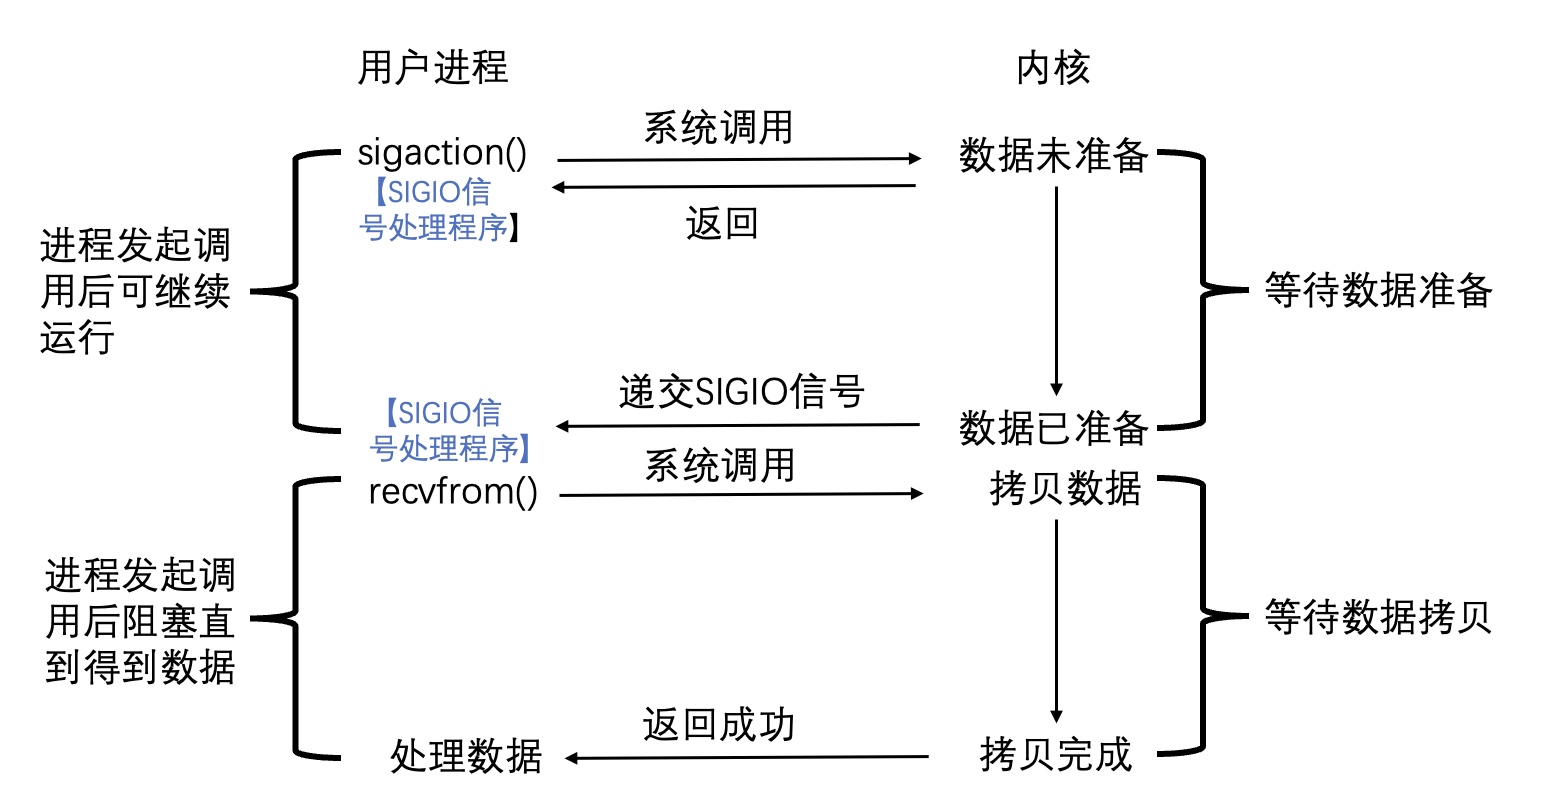 用户进程
内核
系统调用
sigaction()
数据未准备
【SIGIO信
号处理程序】
返回
进程发起调
用后可继续
运行
等待数据准备
递交SIGIO信号
【SIGIO信
号处理程序】
数据已准备
系统调用
recvfrom()
拷贝数据
进程发起调
用后阻塞直
到得到数据
等待数据拷贝
返回成功
处理数据
拷贝完成